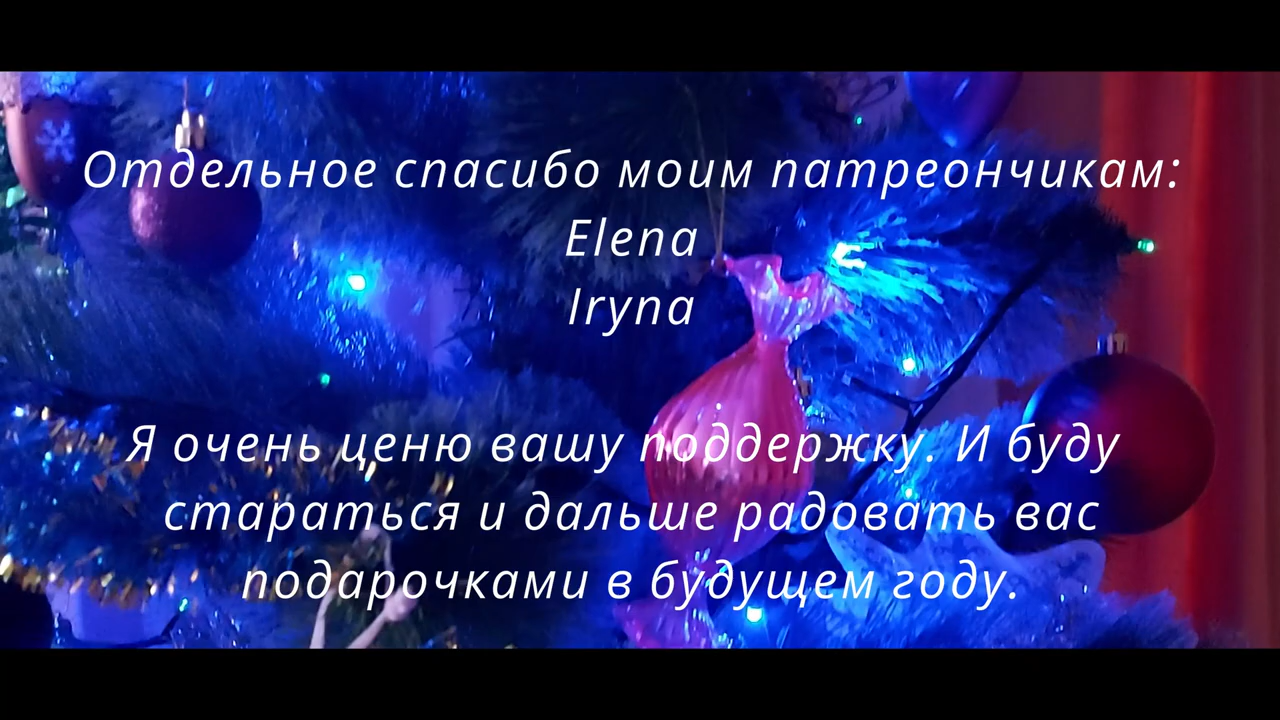 Отдельное спасибо моим патреончикам:
Elena
Iryna
Я очень ценю вашу поддержку. И буду
стараться и дальше радовать вас
подарочками в будущем году.